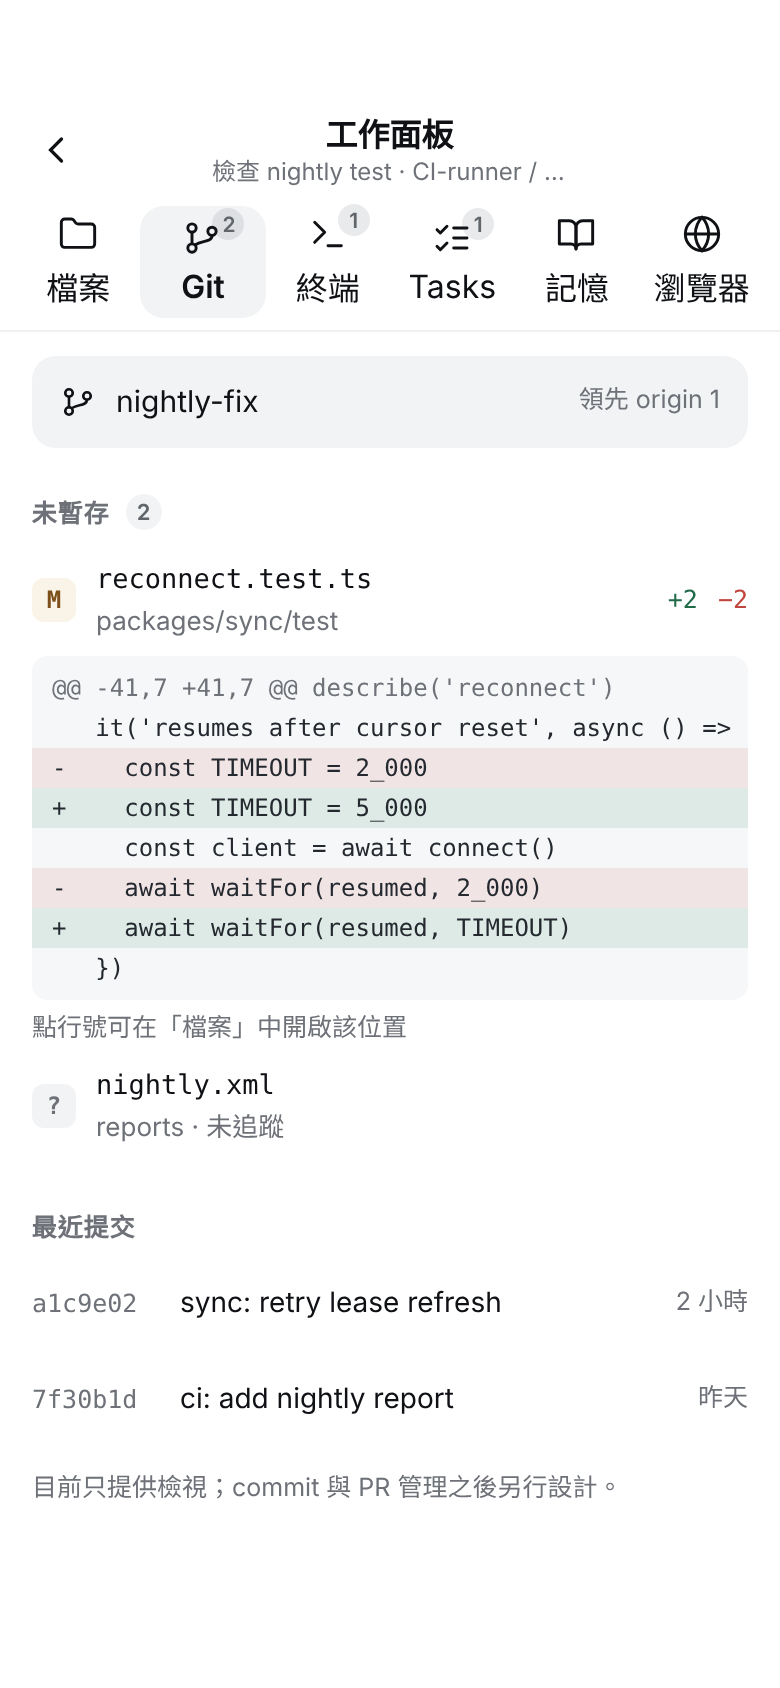 工作面板
檢查 nightly test · CI-runner / ...
2 1 1
檔案 Git 終端 Tasks 記憶 瀏覽器
nightly-fix 領先 origin 1
未暫存 2
M reconnect.test.ts +2 −2
packages/sync/test
@@ -41,7 +41,7 @@ describe('reconnect')
it('resumes after cursor reset', async () =>
- const TIMEOUT = 2_000
+ const TIMEOUT = 5_000
const client = await connect()
- await waitFor(resumed, 2_000)
+ await waitFor(resumed, TIMEOUT)
})
點行號可在「檔案」中開啟該位置
? nightly.xml
reports · 未追蹤
最近提交
a1c9e02 sync: retry lease refresh 2 小時
7f30b1d ci: add nightly report 昨天
目前只提供檢視；commit 與 PR 管理之後另行設計。